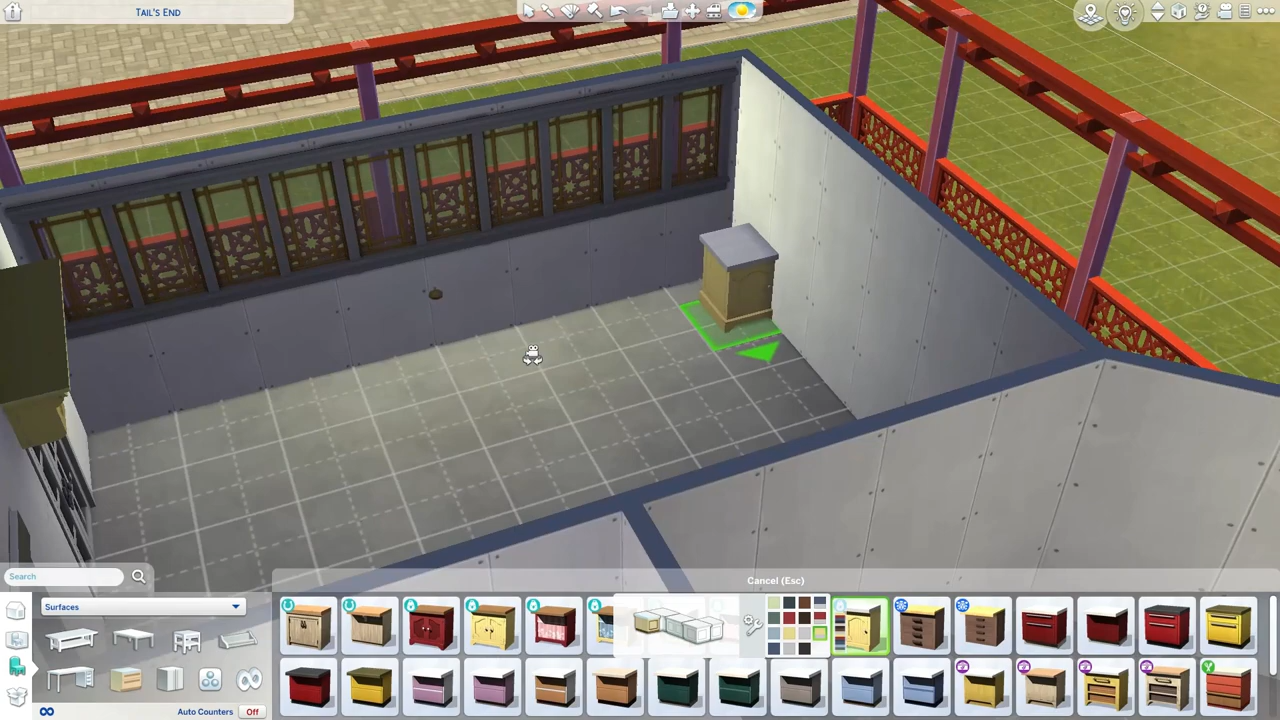 TAIL'S END
Cancel (Esc)
Search
Surfaces
Auto Counters Off